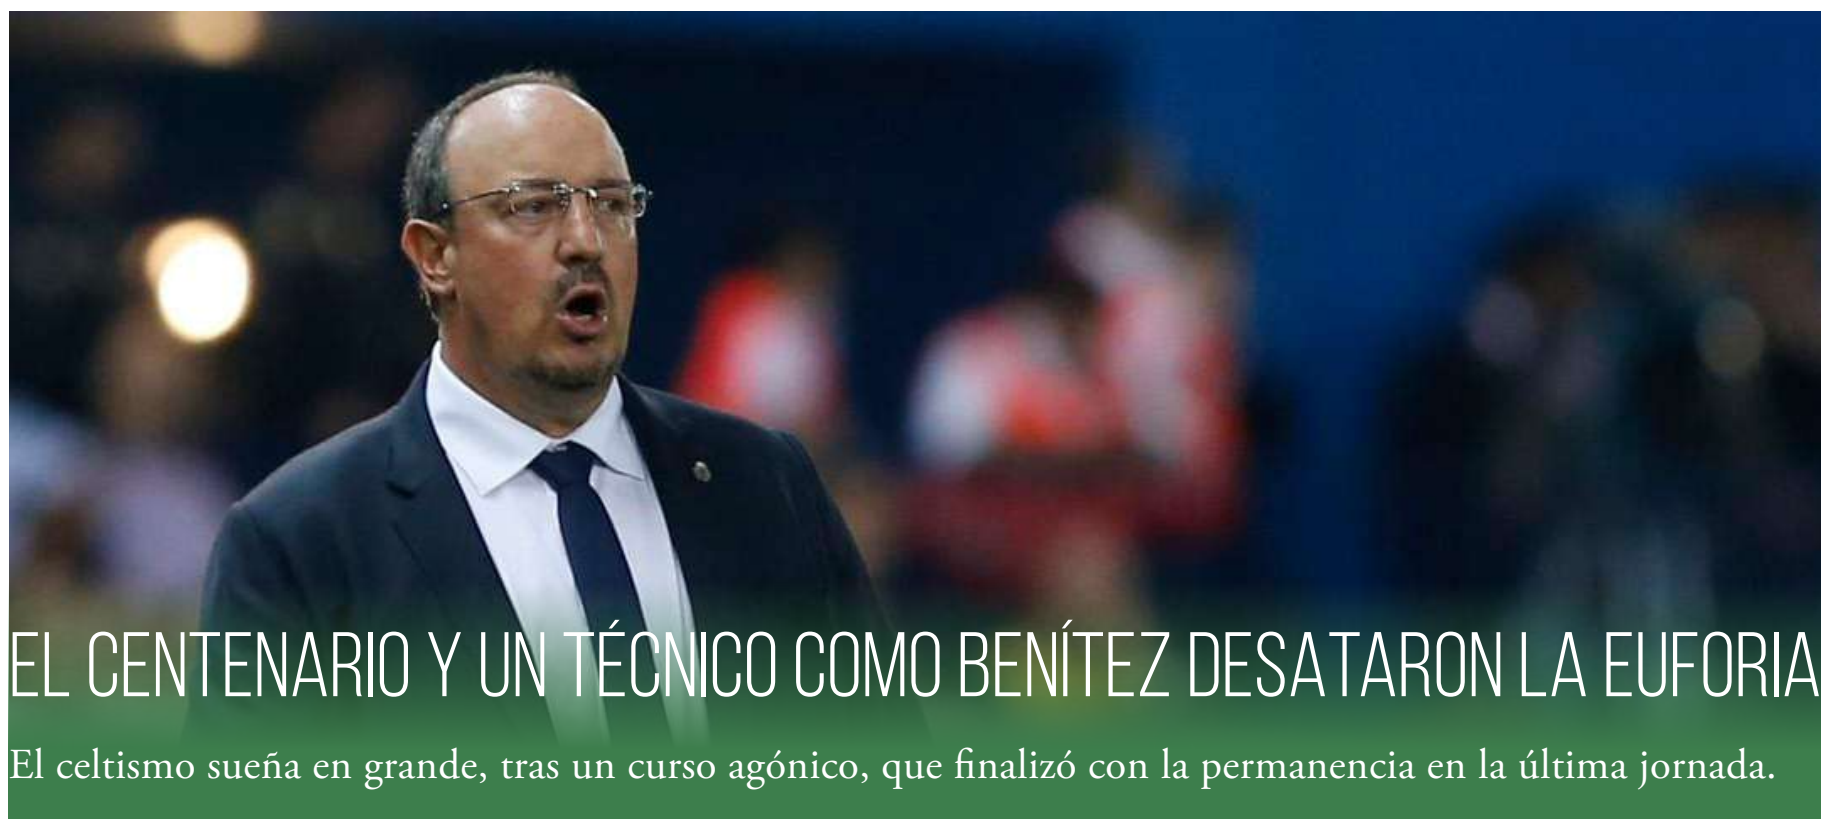 EL CENTENARIO Y UN TÉCNICO COMO BENÍTEZ DESATARON LA EUFORIA
El celtismo sueña en grande, tras un curso agónico, que finalizó con la permanencia en la última jornada.